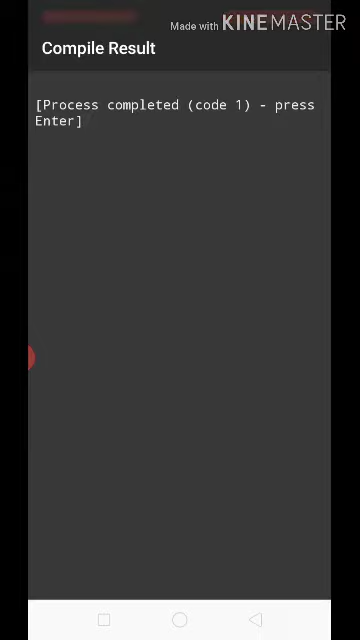 Made with KINEMASTER
Compile Result
[Process completed (code 1) - press
Enter]